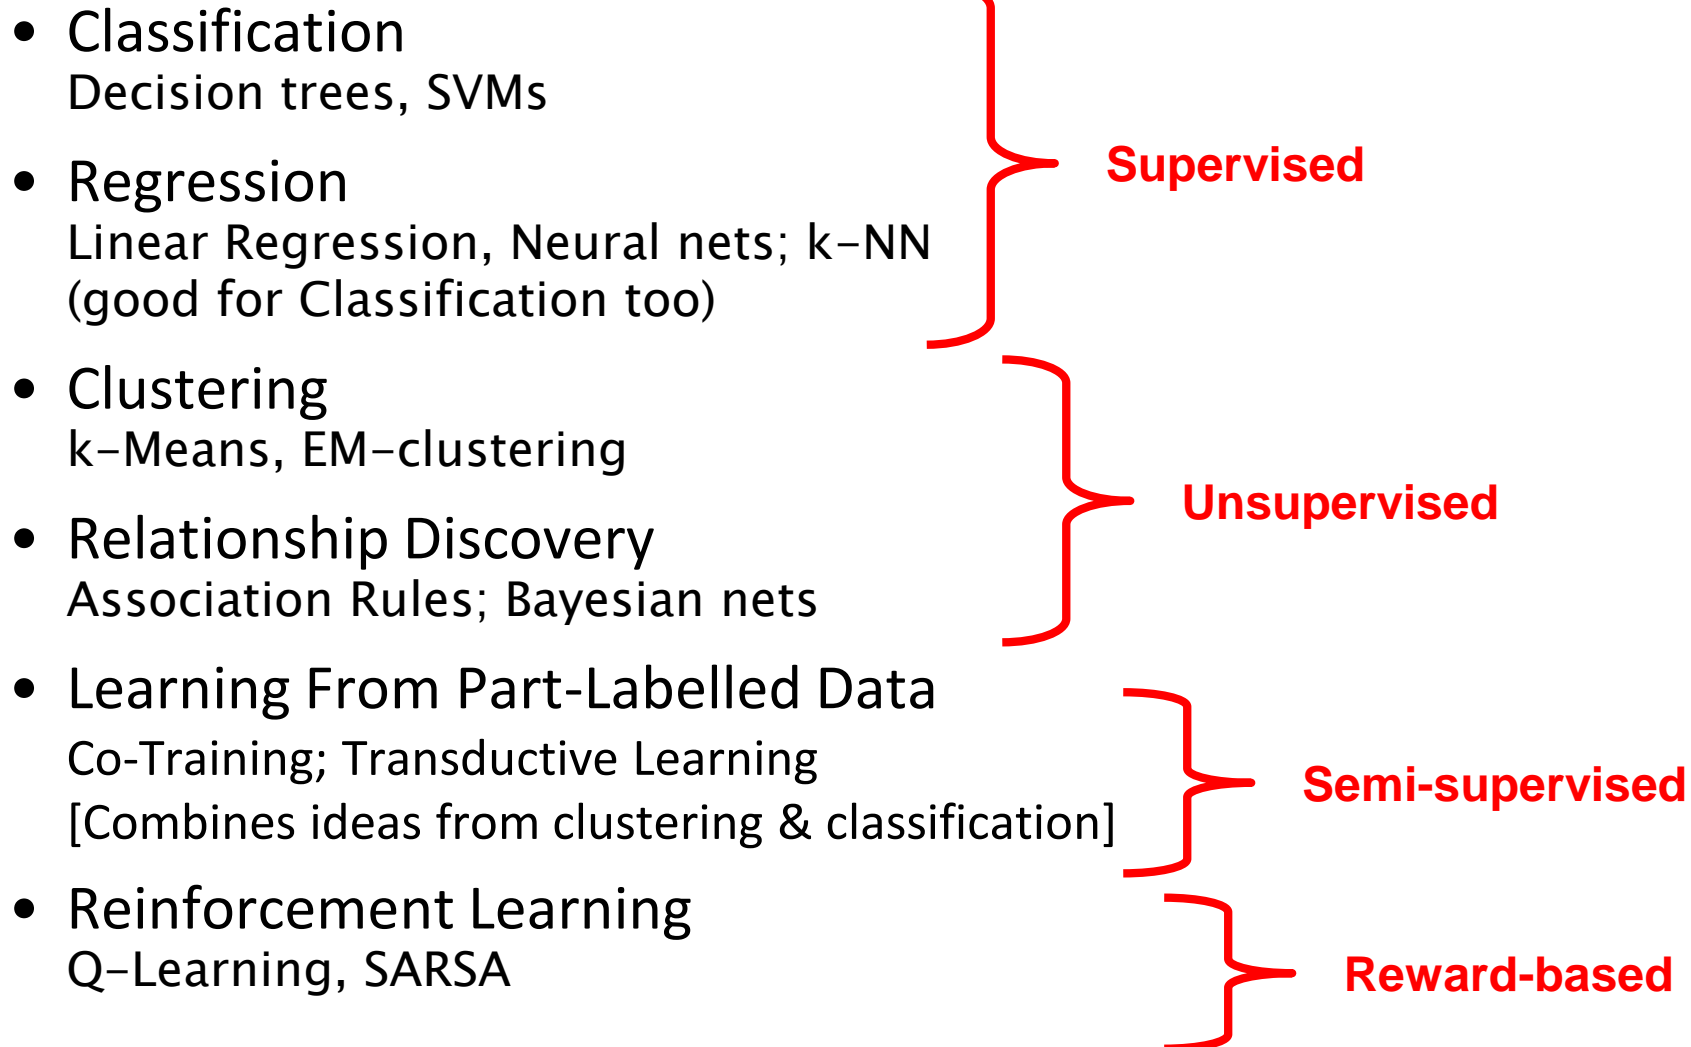 • Classification
Decision trees, SVMs
• Regression
Linear Regression, Neural nets; k-NN
(good for Classification too)
Supervised
• Clustering
k-Means, EM-clustering
• Relationship Discovery
Association Rules; Bayesian nets
Unsupervised
• Learning From Part-Labelled Data
Co-Training; Transductive Learning
[Combines ideas from clustering & classification]
Semi-supervised
• Reinforcement Learning
Q-Learning, SARSA
Reward-based